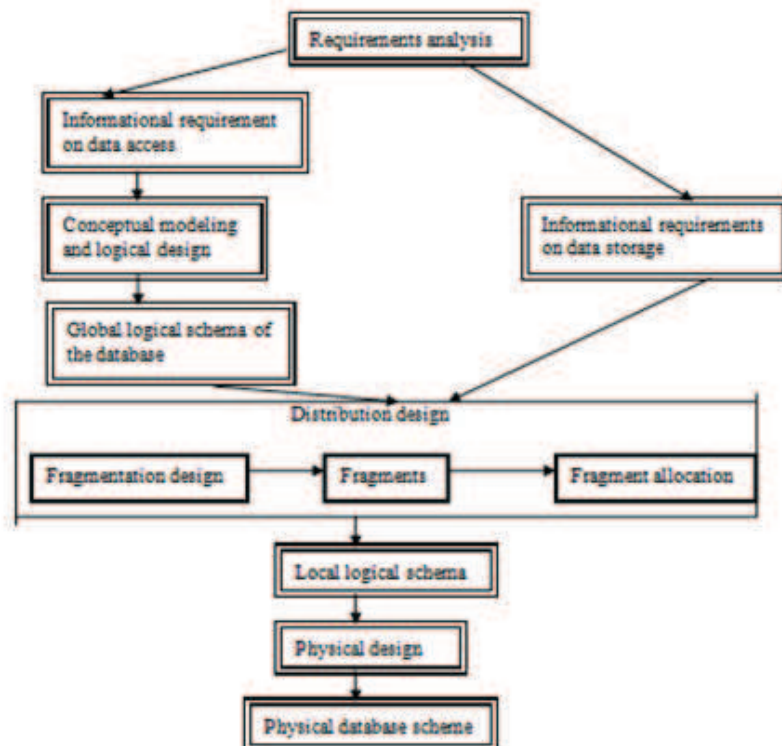 Requirements analysis
Informational requirement
on data access
Conceptual modeling
and logical design
Informational requirements
on data storage
Global logical schema of
the database
Distribution design
Fragmentation design
Fragments
Fragment allocation
Local logical schema
Physical design
Physical database scheme